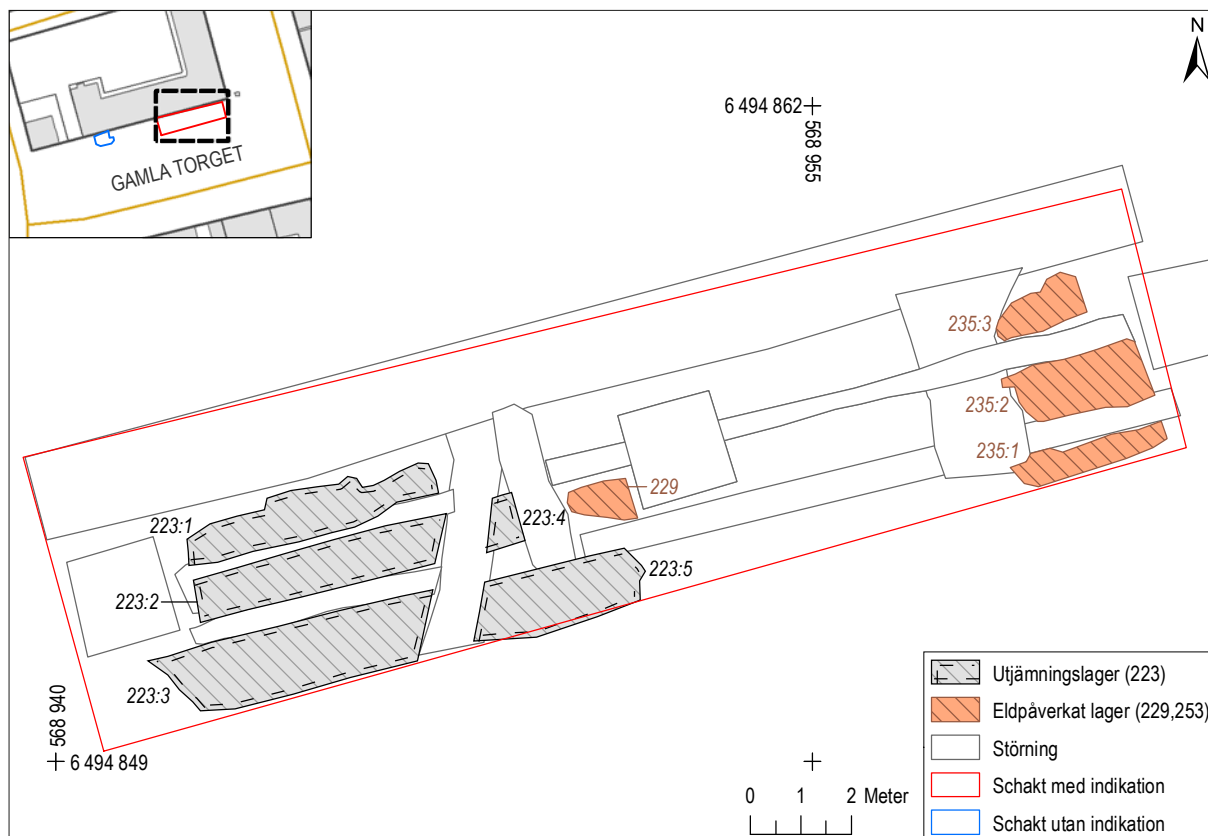 GAMLA TORGET
N
6 494 862
568 955
235:3
235:2
235:1
229
223:1
223:4
223:5
223:2
223:3
568 940
6 494 849
0 1 2 Meter
Utjämningslager (223)
Eldpåverkat lager (229,253)
Störning
Schakt med indikation
Schakt utan indikation